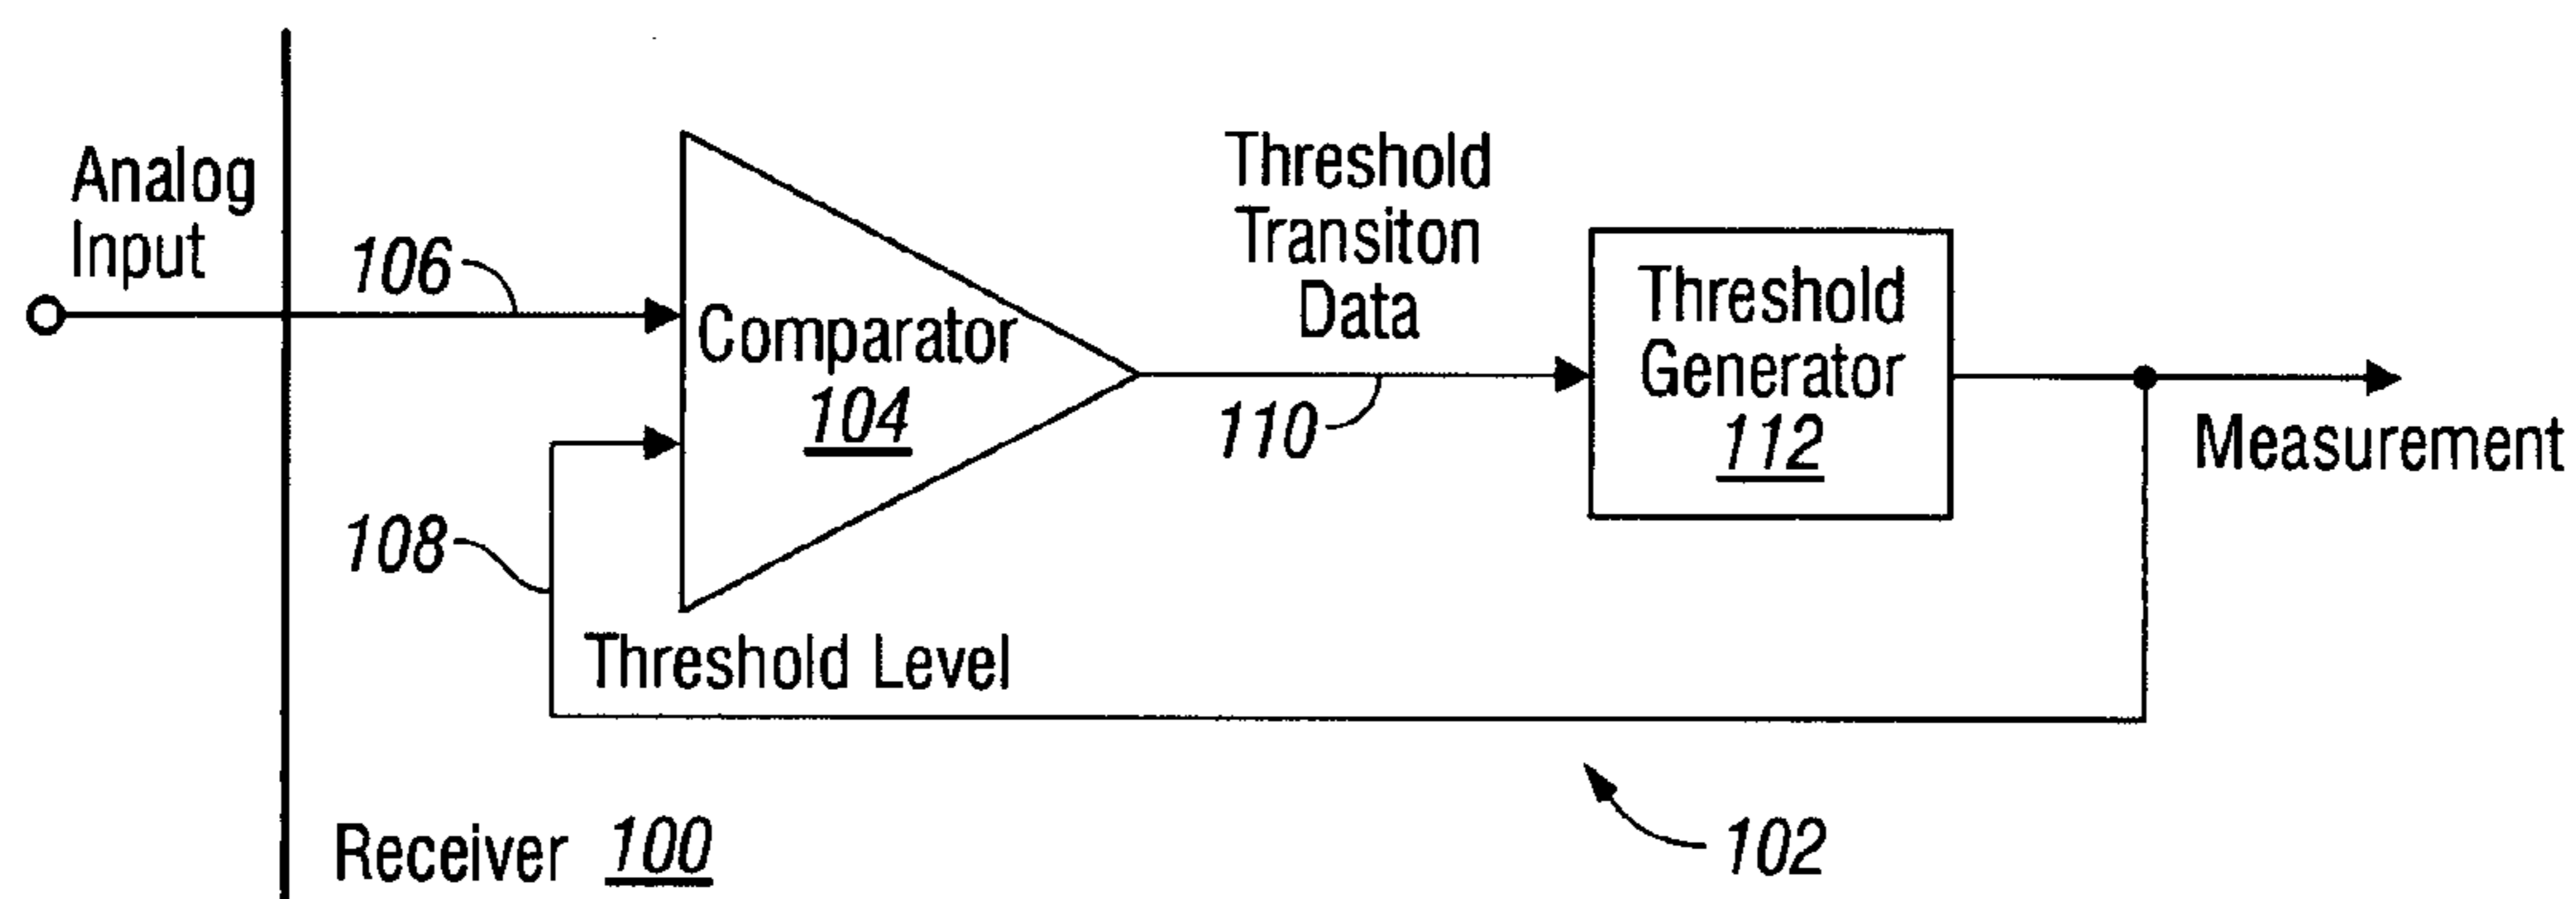 Analog
Input
106
Comparator
104
108
Threshold Level
Threshold
Transiton
Data
110
Threshold
Generator
112
Measurement
102
Receiver 100